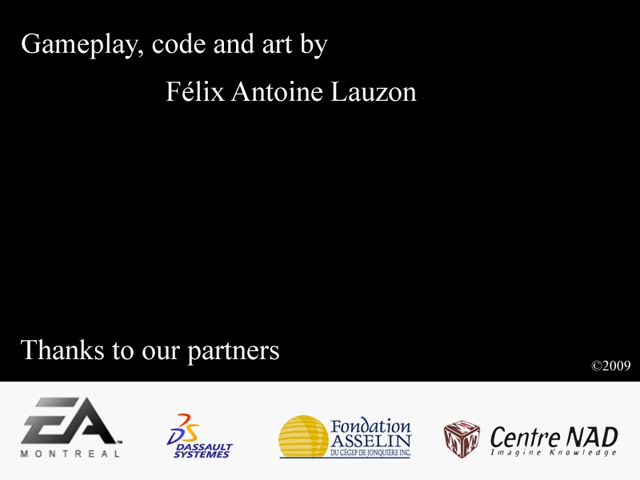 Gameplay, code and art by
Félix Antoine Lauzon
Thanks to our partners
©2009
EA
MONTREAL
DASSAULT
SYSTEMES
Fondation
ASSELIN
DU CÉGEP DE JONQUIÈRE INC.
Centre NAD
Imagine Knowledge